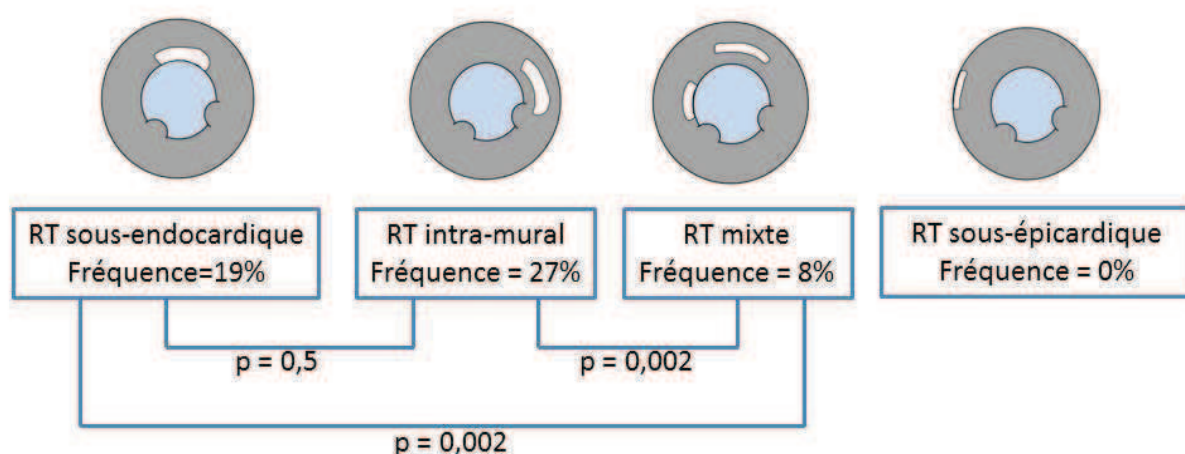 RT sous-endocardique
Fréquence=19%
RT intra-mural
Fréquence = 27%
RT mixte
Fréquence = 8%
RT sous-épicardique
Fréquence = 0%
p = 0,5
p = 0,002
p = 0,002